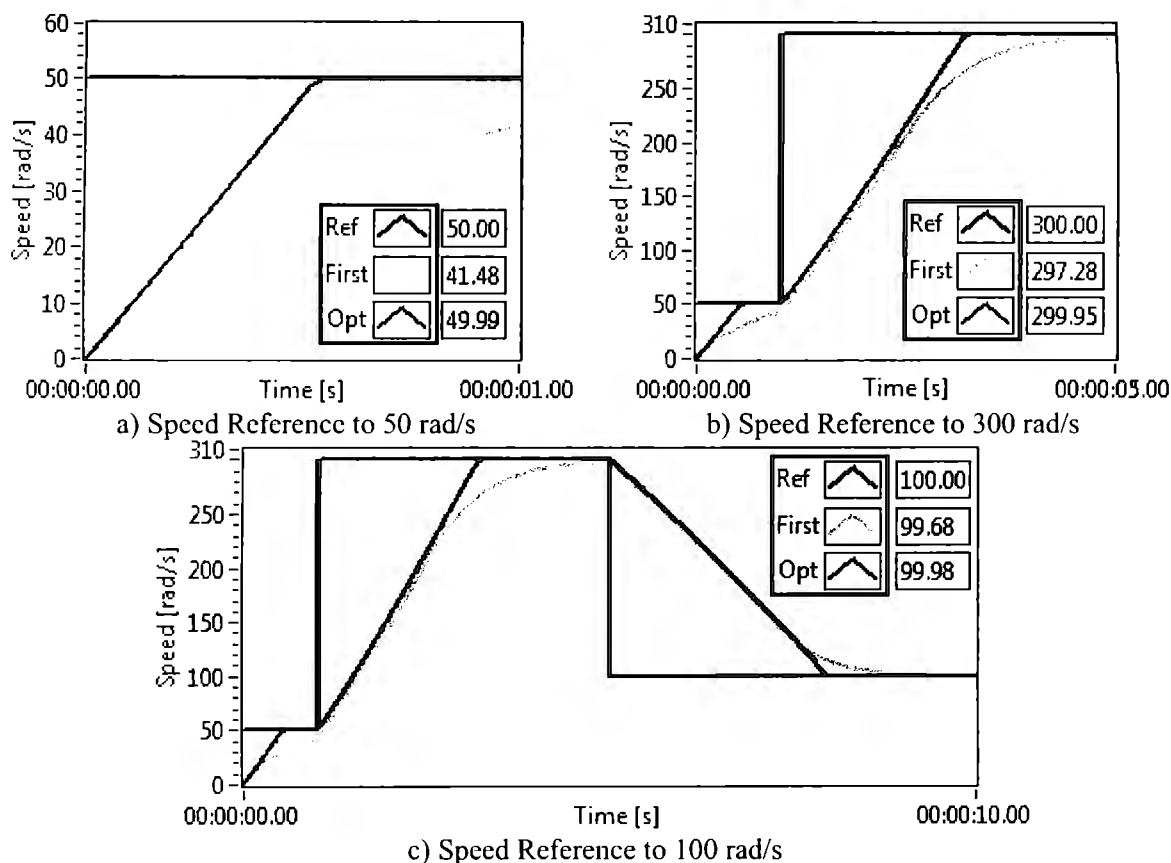 60
50
40
30
20
10
0
Speed [rad/s]
Ref 50.00
First 41.48
Opt 49.99
00:00:00.00 Time [s] 00:00:01.00
a) Speed Reference to 50 rad/s
310
250
200
150
100
50
0
Speed [rad/s]
Ref 300.00
First 297.28
Opt 299.95
00:00:00.00 Time [s] 00:00:05.00
b) Speed Reference to 300 rad/s
310
250
200
150
100
50
0
Speed [rad/s]
Ref 100.00
First 99.68
Opt 99.98
00:00:00.00 Time [s] 00:00:10.00
c) Speed Reference to 100 rad/s